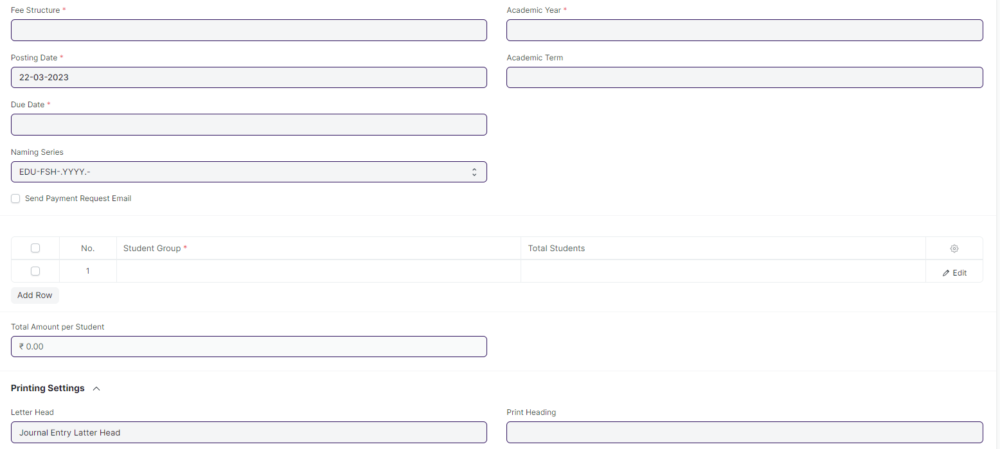 Fee Structure *
Academic Year *
Posting Date *
22-03-2023
Academic Term
Due Date *
Naming Series
EDU-FSH-.YYYY.-
Send Payment Request Email
No. Student Group * Total Students
1 Edit
Add Row
Total Amount per Student
₹ 0.00
Printing Settings
Letter Head
Journal Entry Latter Head
Print Heading